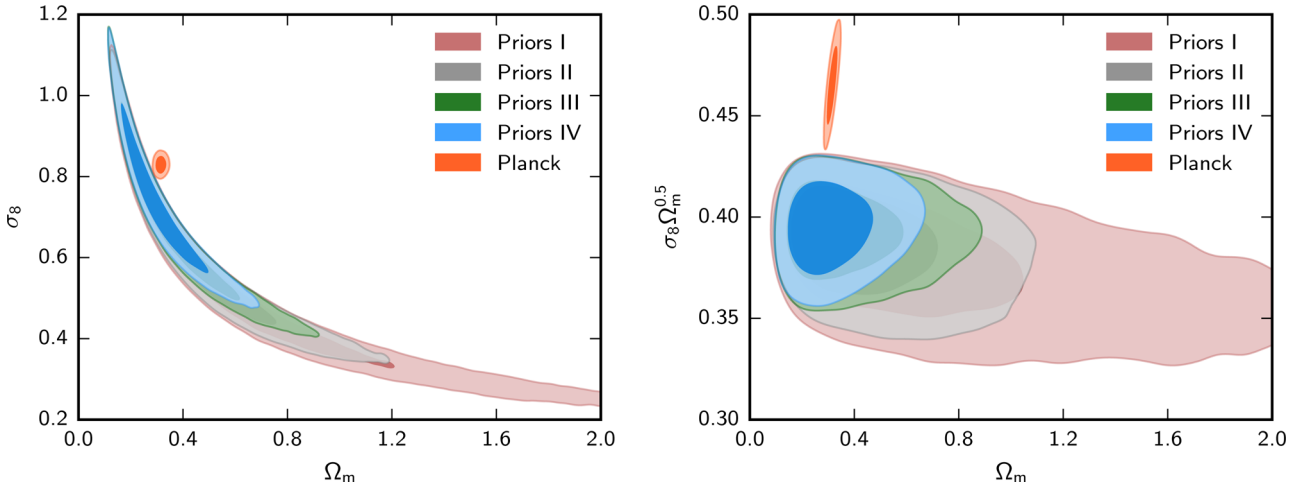 1.2
1.0
0.8
0.6
0.4
0.2
σ8
0.0 0.4 0.8 1.2 1.6 2.0
Ωm
Priors I
Priors II
Priors III
Priors IV
Planck
0.50
0.45
0.40
0.35
0.30
σ8Ωm^0.5
0.0 0.4 0.8 1.2 1.6 2.0
Ωm
Priors I
Priors II
Priors III
Priors IV
Planck